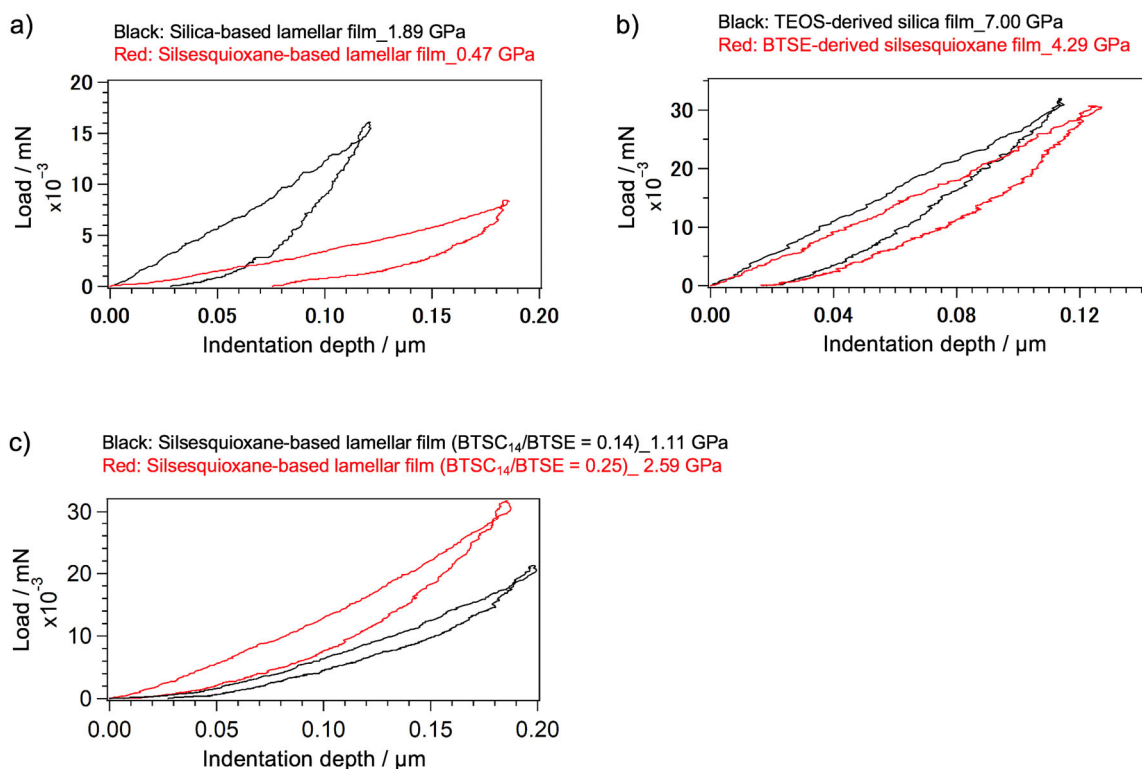 a)
Black: Silica-based lamellar film_1.89 GPa
Red: Silsesquioxane-based lamellar film_0.47 GPa
20
15
10
5
0
Load / mN
x10⁻³
0.00
0.05
0.10
0.15
0.20
Indentation depth / µm
b)
Black: TEOS-derived silica film_7.00 GPa
Red: BTSE-derived silsesquioxane film_4.29 GPa
30
20
10
0
Load / mN
x10⁻³
0.00
0.04
0.08
0.12
Indentation depth / µm
c)
Black: Silsesquioxane-based lamellar film (BTSC₁₄/BTSE = 0.14)_1.11 GPa
Red: Silsesquioxane-based lamellar film (BTSC₁₄/BTSE = 0.25)_ 2.59 GPa
30
20
10
0
Load / mN
x10⁻³
0.00
0.05
0.10
0.15
0.20
Indentation depth / µm